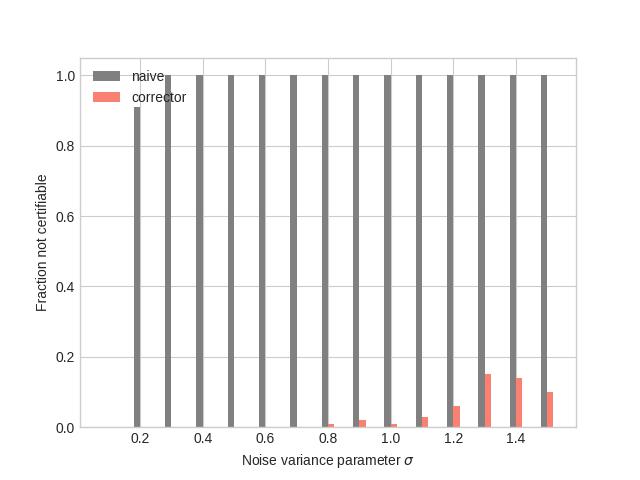 naive
corrector
1.0
0.8
0.6
0.4
0.2
0.0
Fraction not certifiable
0.2 0.4 0.6 0.8 1.0 1.2 1.4
Noise variance parameter σ